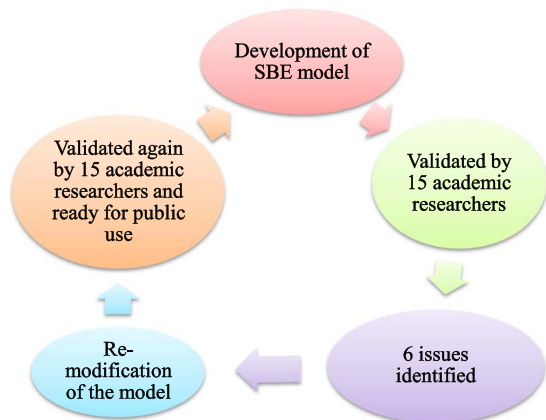 Development of
SBE model
Validated by
15 academic
researchers
6 issues
identified
Re-
modification
of the model
Validated again
by 15 academic
researchers and
ready for public
use